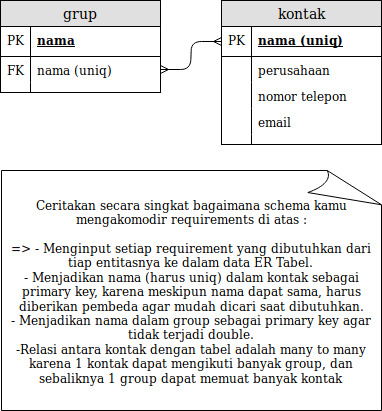 grup
PK nama
FK nama (uniq)
kontak
PK nama (uniq)
perusahaan
nomor telepon
email
Ceritakan secara singkat bagaimana schema kamu
mengakomodir requirements di atas :
=> - Menginput setiap requirement yang dibutuhkan dari
tiap entitasnya ke dalam data ER Tabel.
- Menjadikan nama (harus uniq) dalam kontak sebagai
primary key, karena meskipun nama dapat sama, harus
diberikan pembeda agar mudah dicari saat dibutuhkan.
- Menjadikan nama dalam group sebagai primary key agar
tidak terjadi double.
-Relasi antara kontak dengan tabel adalah many to many
karena 1 kontak dapat mengikuti banyak group, dan
sebaliknya 1 group dapat memuat banyak kontak